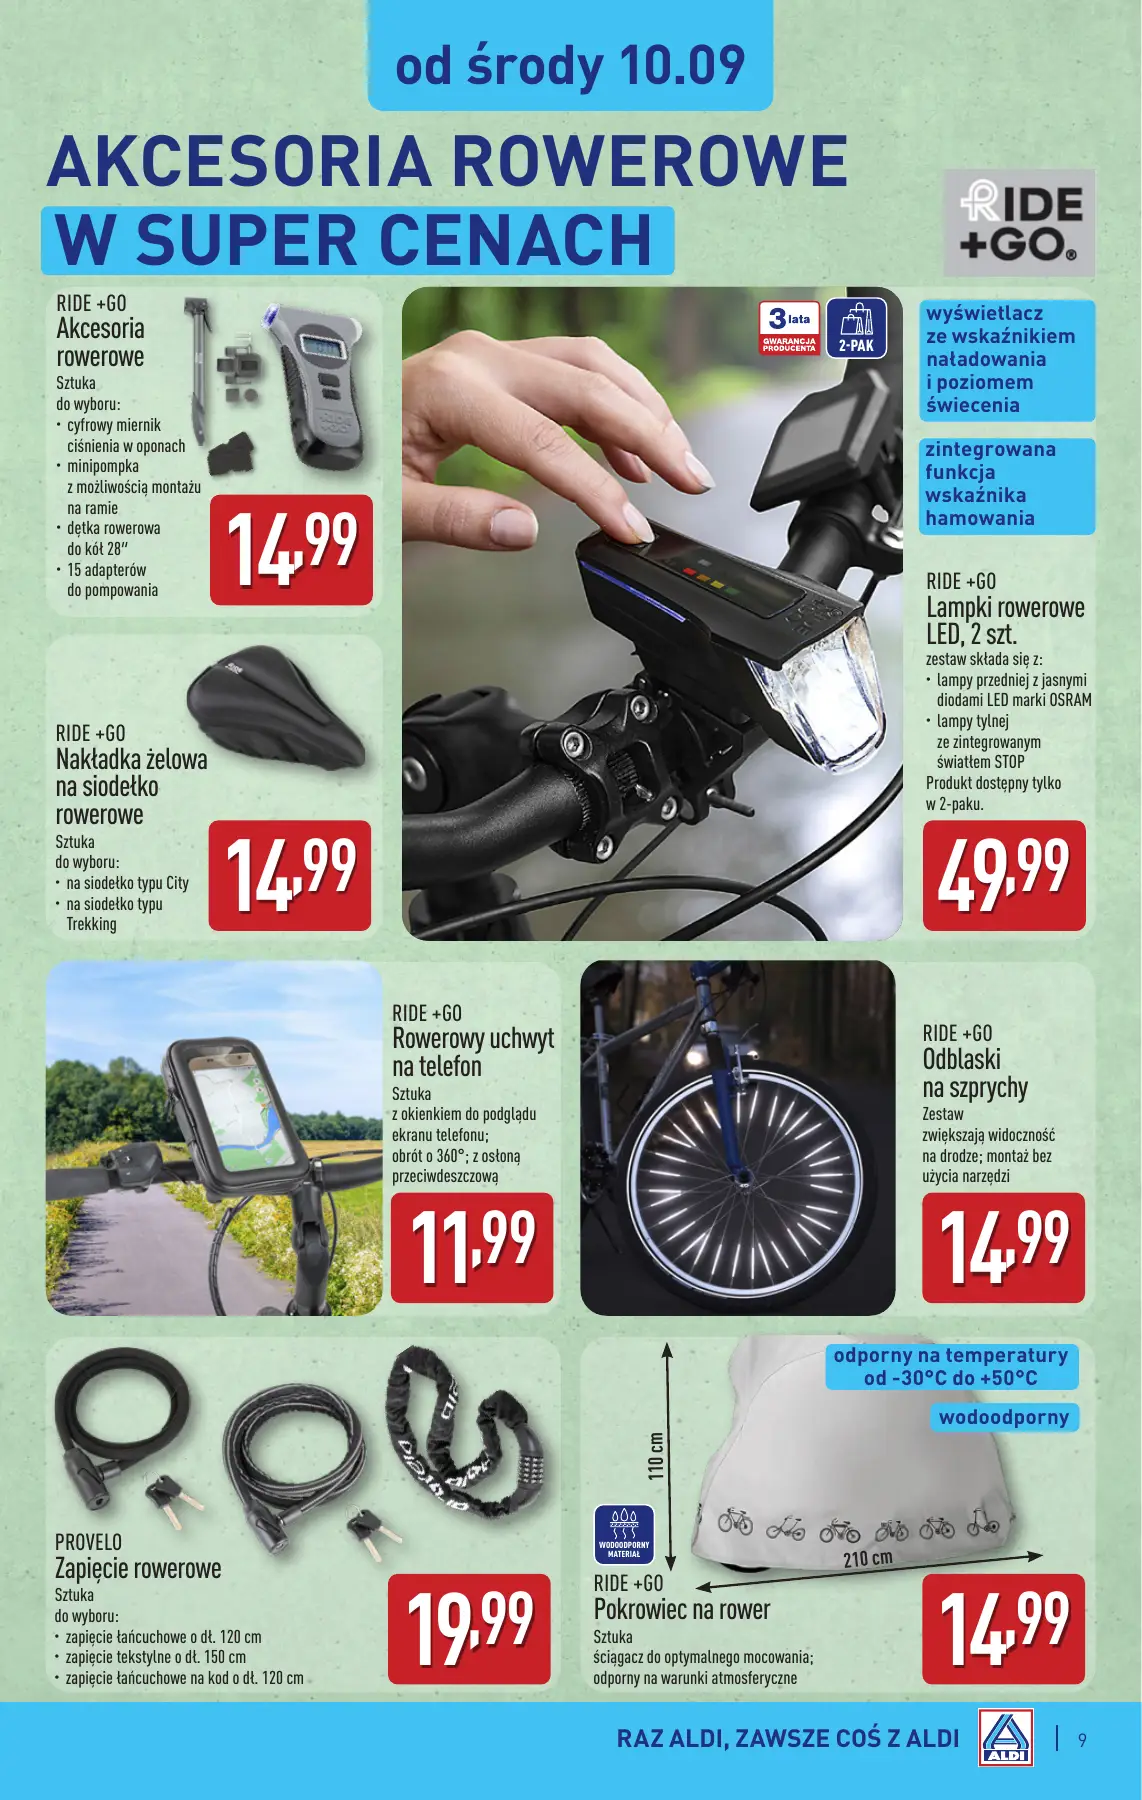 od środy 10.09
AKCESORIA ROWEROWE
W SUPER CENACH
RIDE
+GO®
RIDE +GO
Akcesoria
rowerowe
Sztuka
do wyboru:
• cyfrowy miernik
ciśnienia w oponach
• minipompka
z możliwością montażu
na ramie
• dętka rowerowa
do kół 28"
• 15 adapterów
do pompowania
14,99
3 lata
GWARANCJA
PRODUCENTA
2-PAK
wyświetlacz
ze wskaźnikiem
naładowania
i poziomem
świecenia
zintegrowana
funkcja
wskaźnika
hamowania
RIDE +GO
Lampki rowerowe
LED, 2 szt.
zestaw składa się z:
• lampy przedniej z jasnymi
diodami LED marki OSRAM
• lampy tylnej
ze zintegrowanym
światłem STOP
Produkt dostępny tylko
w 2-paku.
49,99
RIDE +GO
Nakładka żelowa
na siodełko
rowerowe
Sztuka
do wyboru:
• na siodełko typu City
• na siodełko typu
Trekking
14,99
RIDE +GO
Rowerowy uchwyt
na telefon
Sztuka
z okienkiem do podglądu
ekranu telefonu;
obrót o 360°; z osłoną
przeciwdeszczową
11,99
RIDE +GO
Odblaski
na szprychy
Zestaw
zwiększają widoczność
na drodze; montaż bez
użycia narzędzi
14,99
PROVELO
Zapięcie rowerowe
Sztuka
do wyboru:
• zapięcie łańcuchowe o dł. 120 cm
• zapięcie tekstylne o dł. 150 cm
• zapięcie łańcuchowe na kod o dł. 120 cm
19,99
odporny na temperatury
od -30°C do +50°C
wodoodporny
110 cm
210 cm
WODOODPORNY
MATERIAŁ
RIDE +GO
Pokrowiec na rower
Sztuka
ściągacz do optymalnego mocowania;
odporny na warunki atmosferyczne
14,99
RAZ ALDI, ZAWSZE COŚ Z ALDI
ALDI
9